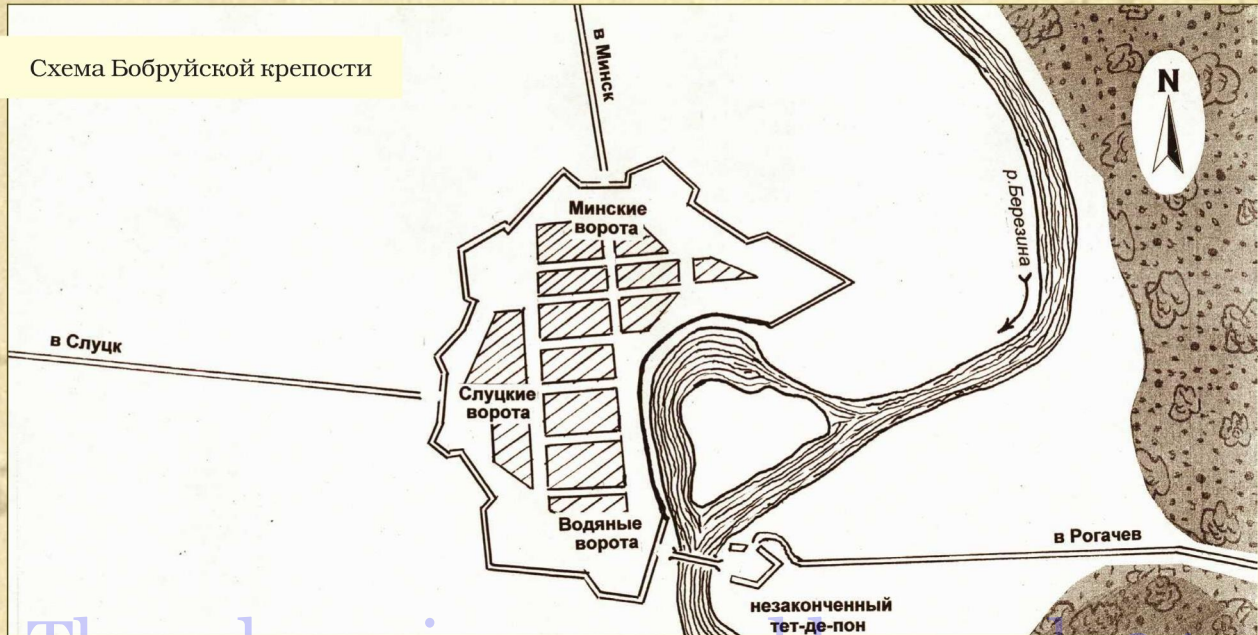 Схема Бобруйской крепости
в Минск
N
р.Березина
Минские
ворота
в Слуцк
Слуцкие
ворота
Водяные
ворота
в Рогачев
незаконченный
тет-де-пон